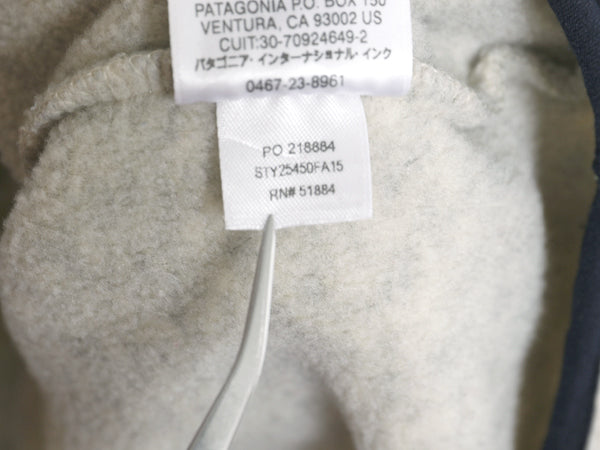 PATAGONIA P.O. BOX 150
VENTURA, CA 93002 US
CUIT:30-70924649-2
パタゴニア・インターナショナル・インク
0467-23-8961
PO 218884
STY25450FA15
RN# 51884